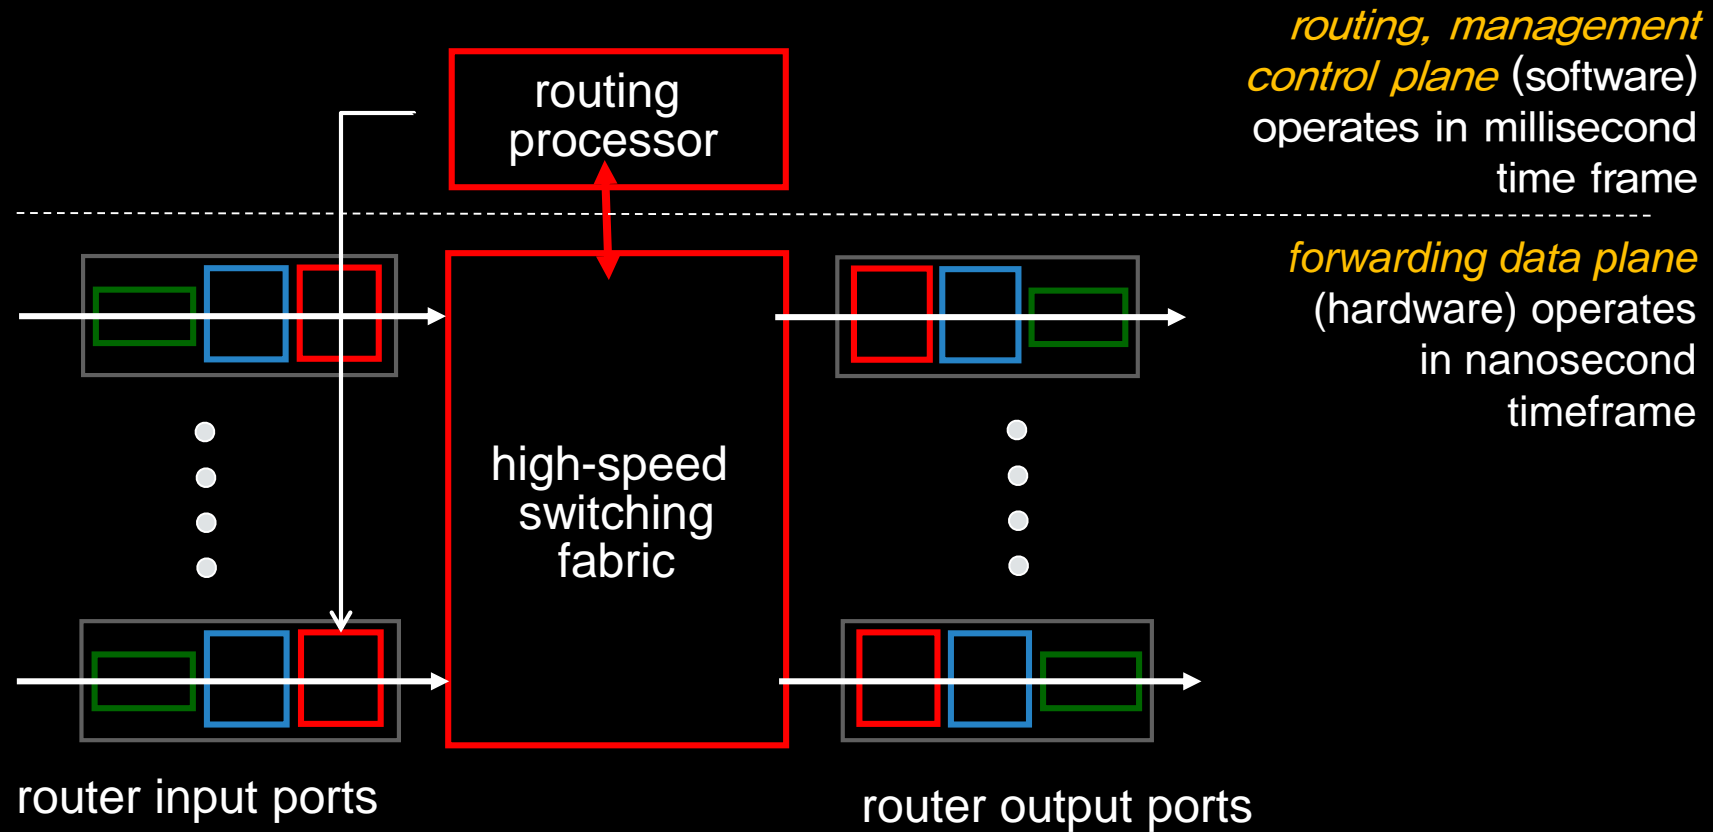 routing, management
control plane (software)
operates in millisecond
time frame
routing
processor
forwarding data plane
(hardware) operates
in nanosecond
timeframe
high-speed
switching
fabric
router input ports
router output ports